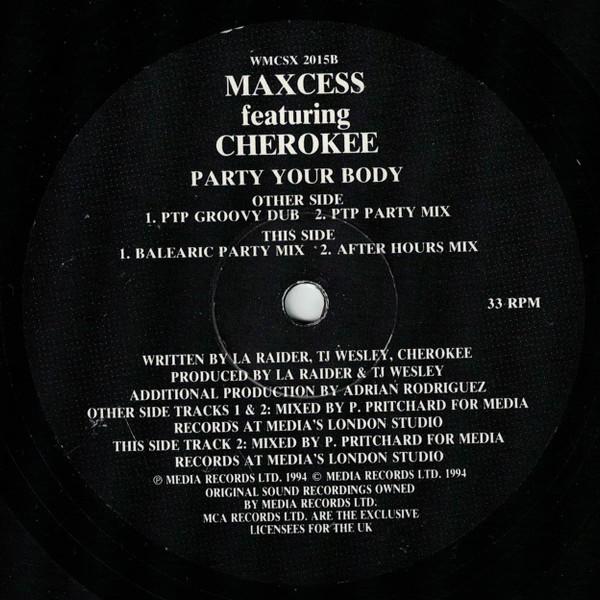 WMCSX 2015B
MAXCESS
featuring
CHEROKEE
PARTY YOUR BODY
OTHER SIDE
1. PTP GROOVY DUB 2. PTP PARTY MIX
THIS SIDE
1. BALEARIC PARTY MIX 2. AFTER HOURS MIX
33 RPM
WRITTEN BY LA RAIDER, TJ WESLEY, CHEROKEE
PRODUCED BY LA RAIDER & TJ WESLEY
ADDITIONAL PRODUCTION BY ADRIAN RODRIGUEZ
OTHER SIDE TRACKS 1 & 2: MIXED BY P. PRITCHARD FOR MEDIA
RECORDS AT MEDIA'S LONDON STUDIO
THIS SIDE TRACK 2: MIXED BY P. PRITCHARD FOR MEDIA
RECORDS AT MEDIA'S LONDON STUDIO
℗ MEDIA RECORDS LTD. 1994 © MEDIA RECORDS LTD. 1994
ORIGINAL SOUND RECORDINGS OWNED
BY MEDIA RECORDS LTD.
MCA RECORDS LTD. ARE THE EXCLUSIVE
LICENSEES FOR THE UK